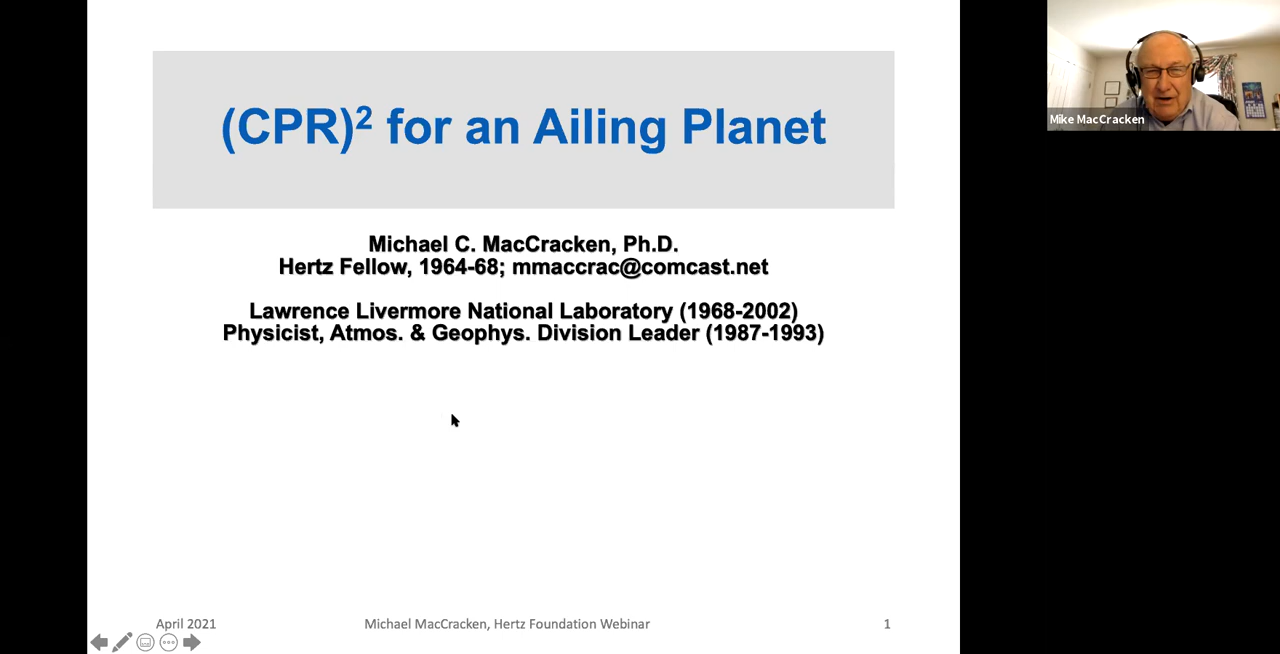 (CPR)² for an Ailing Planet
Michael C. MacCracken, Ph.D.
Hertz Fellow, 1964-68; mmaccrac@comcast.net
Lawrence Livermore National Laboratory (1968-2002)
Physicist, Atmos. & Geophys. Division Leader (1987-1993)
April 2021
Michael MacCracken, Hertz Foundation Webinar
1
Mike MacCracken